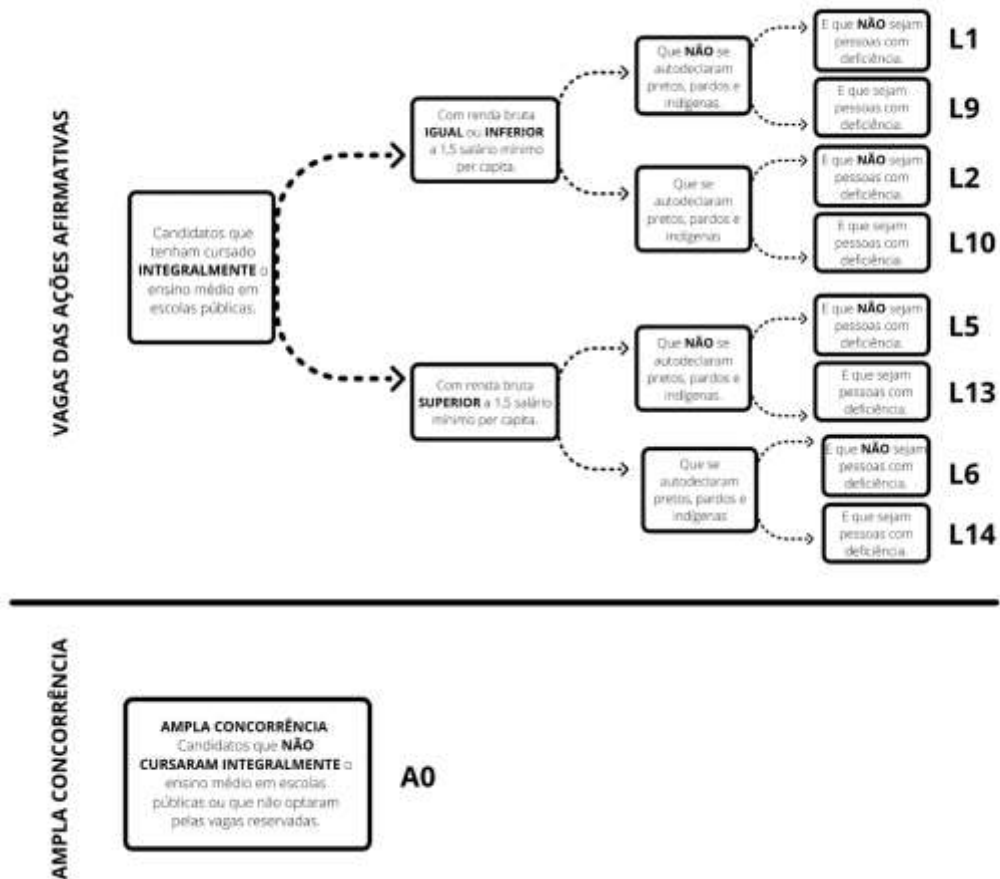 VAGAS DAS AÇÕES AFIRMATIVAS
Candidatos que
tenham cursado
INTEGRALMENTE o
ensino médio em
escolas públicas.
Com renda bruta
IGUAL ou INFERIOR
a 1,5 salário mínimo
per capita.
Que NÃO se
autodeclaram
pretos, pardos e
indígenas.
E que NÃO sejam
pessoas com
deficiência.
L1
E que sejam
pessoas com
deficiência.
L9
Que se
autodeclaram
pretos, pardos e
indígenas
E que NÃO sejam
pessoas com
deficiência.
L2
E que sejam
pessoas com
deficiência.
L10
Com renda bruta
SUPERIOR a 1,5 salário
mínimo per capita.
Que NÃO se
autodeclaram
pretos, pardos e
indígenas.
E que NÃO sejam
pessoas com
deficiência.
L5
E que sejam
pessoas com
deficiência.
L13
Que se
autodeclaram
pretos, pardos e
indígenas
E que NÃO sejam
pessoas com
deficiência.
L6
E que sejam
pessoas com
deficiência.
L14
AMPLA CONCORRÊNCIA
AMPLA CONCORRÊNCIA
Candidatos que NÃO
CURSARAM INTEGRALMENTE o
ensino médio em escolas
públicas ou que não optaram
pelas vagas reservadas.
A0